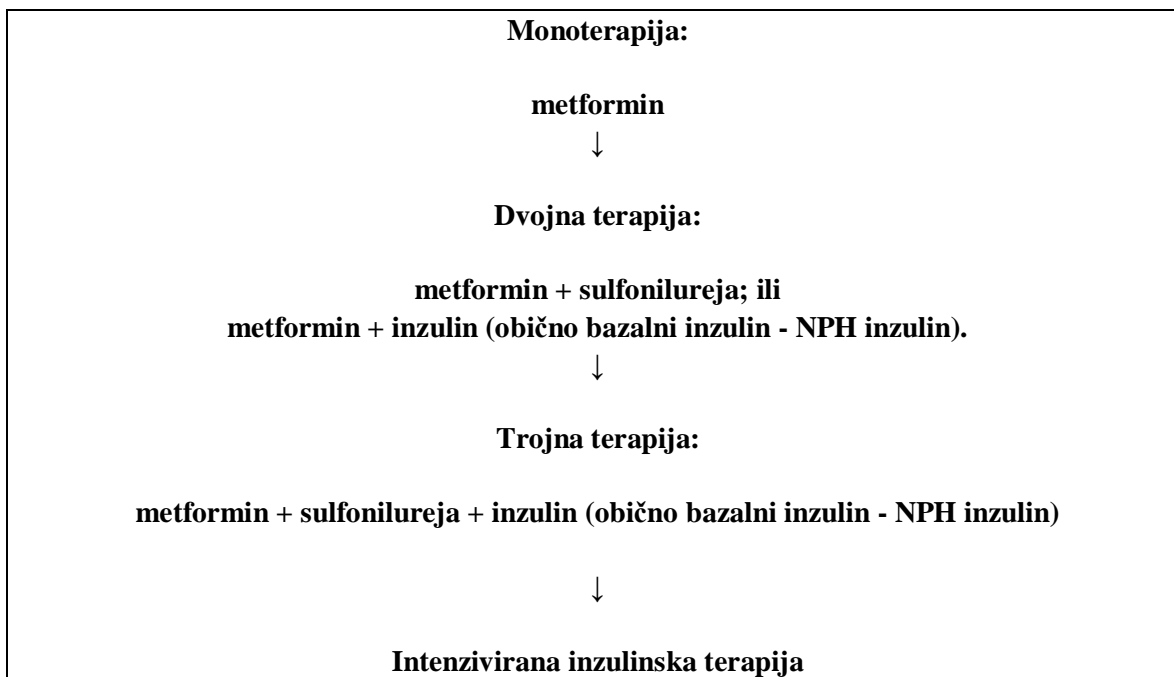 Monoterapija:
metformin
↓
Dvojna terapija:
metformin + sulfonilureja; ili
metformin + inzulin (obično bazalni inzulin - NPH inzulin).
↓
Trojna terapija:
metformin + sulfonilureja + inzulin (obično bazalni inzulin - NPH inzulin)
↓
Intenzivirana inzulinska terapija